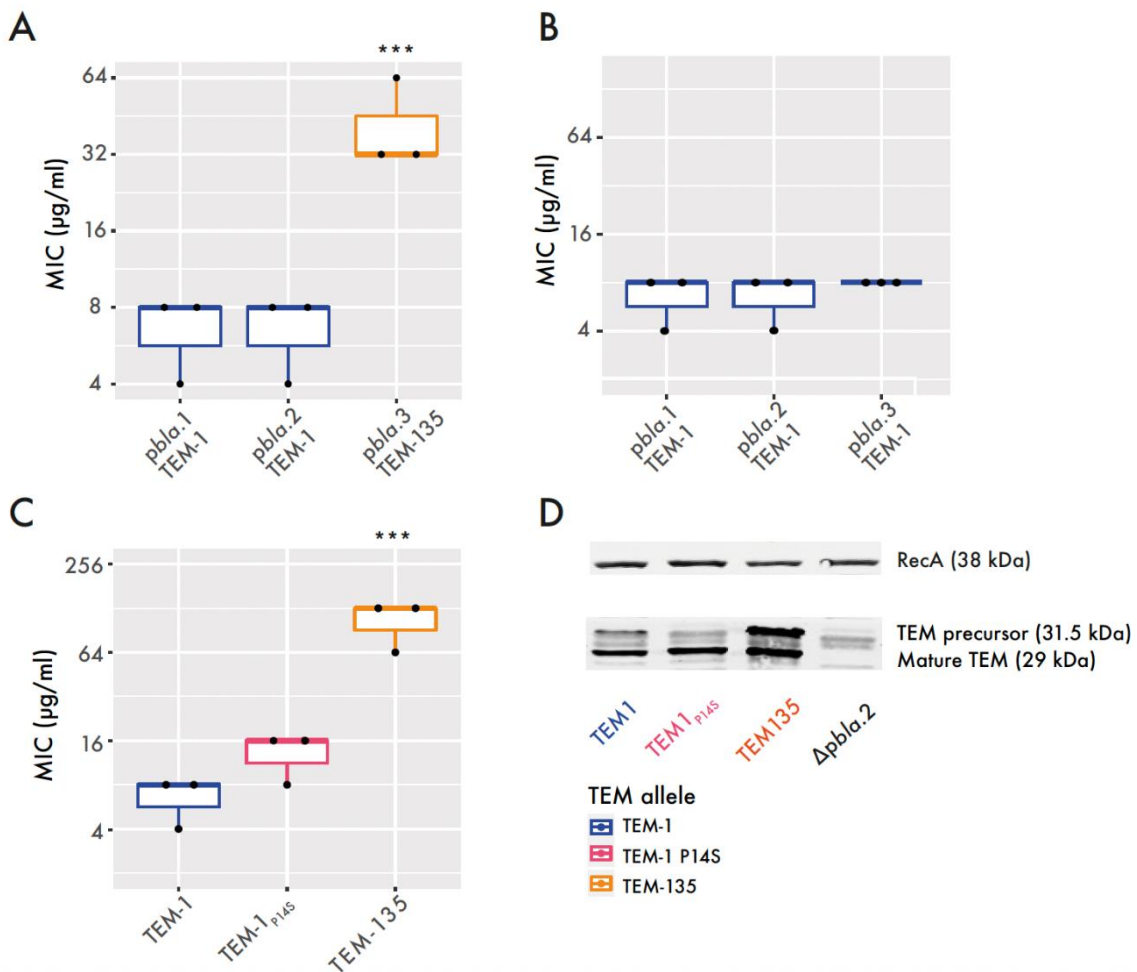 A
***
64
32
16
8
4
MIC (µg/ml)
pbla.1
TEM-1
pbla.2
TEM-1
pbla.3
TEM-135
B
64
16
4
MIC (µg/ml)
pbla.1
TEM-1
pbla.2
TEM-1
pbla.3
TEM-1
C
***
256
64
16
4
MIC (µg/ml)
TEM-1
TEM-1P14S
TEM-135
D
RecA (38 kDa)
TEM precursor (31.5 kDa)
Mature TEM (29 kDa)
TEM1
TEM1P14S
TEM135
Δpbla.2
TEM allele
TEM-1
TEM-1 P14S
TEM-135